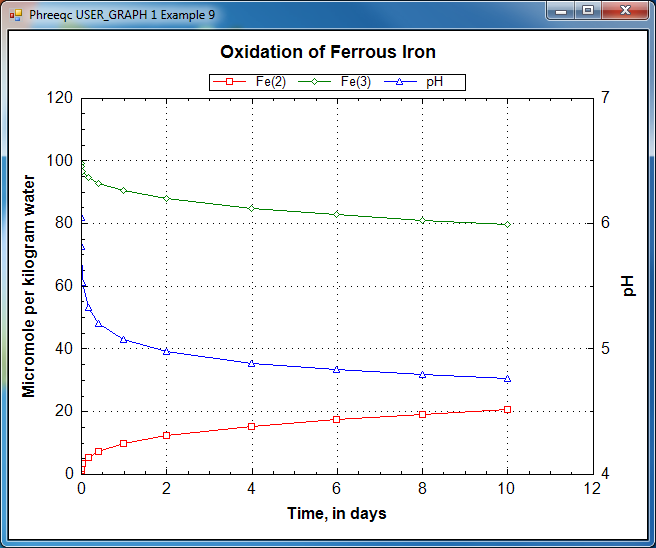 Phreeqc USER_GRAPH 1 Example 9
Oxidation of Ferrous Iron
Fe(2) Fe(3) pH
120
100
80
60
40
20
0
Micromole per kilogram water
7
6
5
4
pH
0 2 4 6 8 10 12
Time, in days